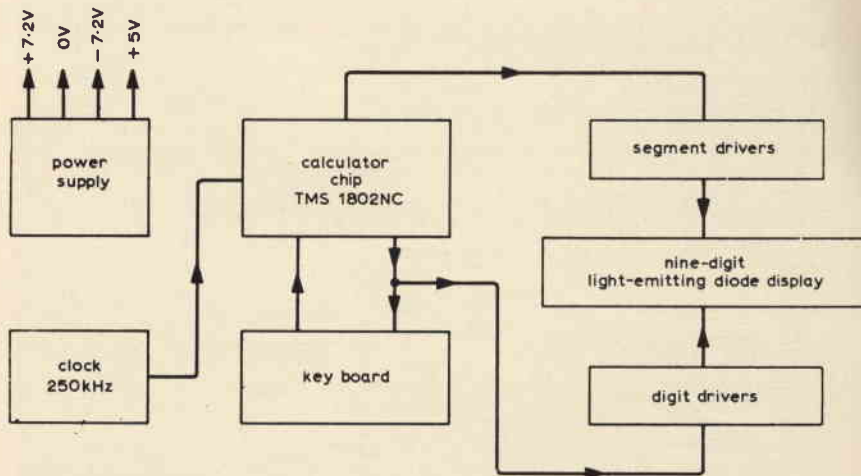 +7·2V
0V
−7·2V
+5V
power
supply
calculator
chip
TMS 1802NC
segment drivers
nine-digit
light-emitting diode display
clock
250kHz
key board
digit drivers